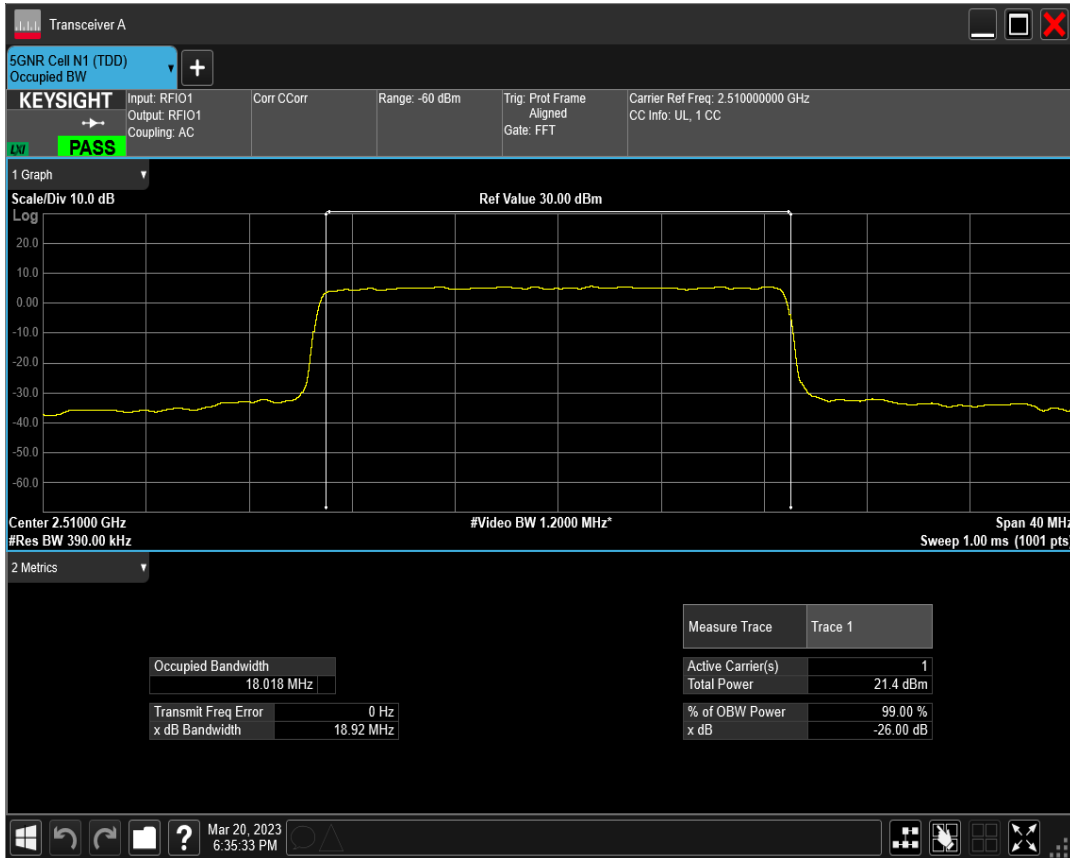 Transceiver A
5GNR Cell N1 (TDD)
Occupied BW
+
KEYSIGHT
LXI
PASS
Input: RFIO1
Output: RFIO1
Coupling: AC
Corr CCorr
Range: -60 dBm
Trig: Prot Frame
Aligned
Gate: FFT
Carrier Ref Freq: 2.510000000 GHz
CC Info: UL, 1 CC
1 Graph
Scale/Div 10.0 dB
Ref Value 30.00 dBm
Log
20.0
10.0
0.00
-10.0
-20.0
-30.0
-40.0
-50.0
-60.0
Center 2.51000 GHz
#Video BW 1.2000 MHz*
Span 40 MHz
#Res BW 390.00 kHz
Sweep 1.00 ms (1001 pts)
2 Metrics
Measure Trace Trace 1
Occupied Bandwidth
18.018 MHz
Active Carrier(s) 1
Total Power 21.4 dBm
Transmit Freq Error 0 Hz
x dB Bandwidth 18.92 MHz
% of OBW Power 99.00 %
x dB -26.00 dB
?
Mar 20, 2023
6:35:33 PM